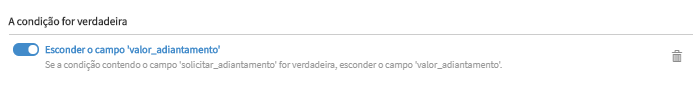 A condição for verdadeira
Esconder o campo 'valor_adiantamento'
Se a condição contendo o campo 'solicitar_adiantamento' for verdadeira, esconder o campo 'valor_adiantamento'.